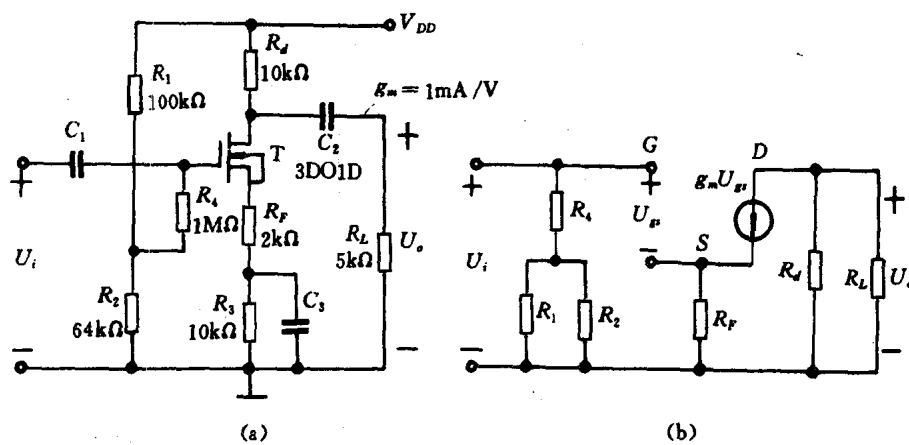 V_DD
R_d
10kΩ
R_1
100kΩ
g_m=1mA/V
C_1
C_2
3DO1D
T
+
+
R_4
1MΩ
R_F
2kΩ
U_i
R_L
5kΩ
U_o
R_2
64kΩ
R_3
10kΩ
C_3
−
−
(a)
G
D
+
+
g_mU_gs
+
R_4
U_gs
U_i
−
S
R_1
R_2
R_F
R_d
R_L
−
−
(b)